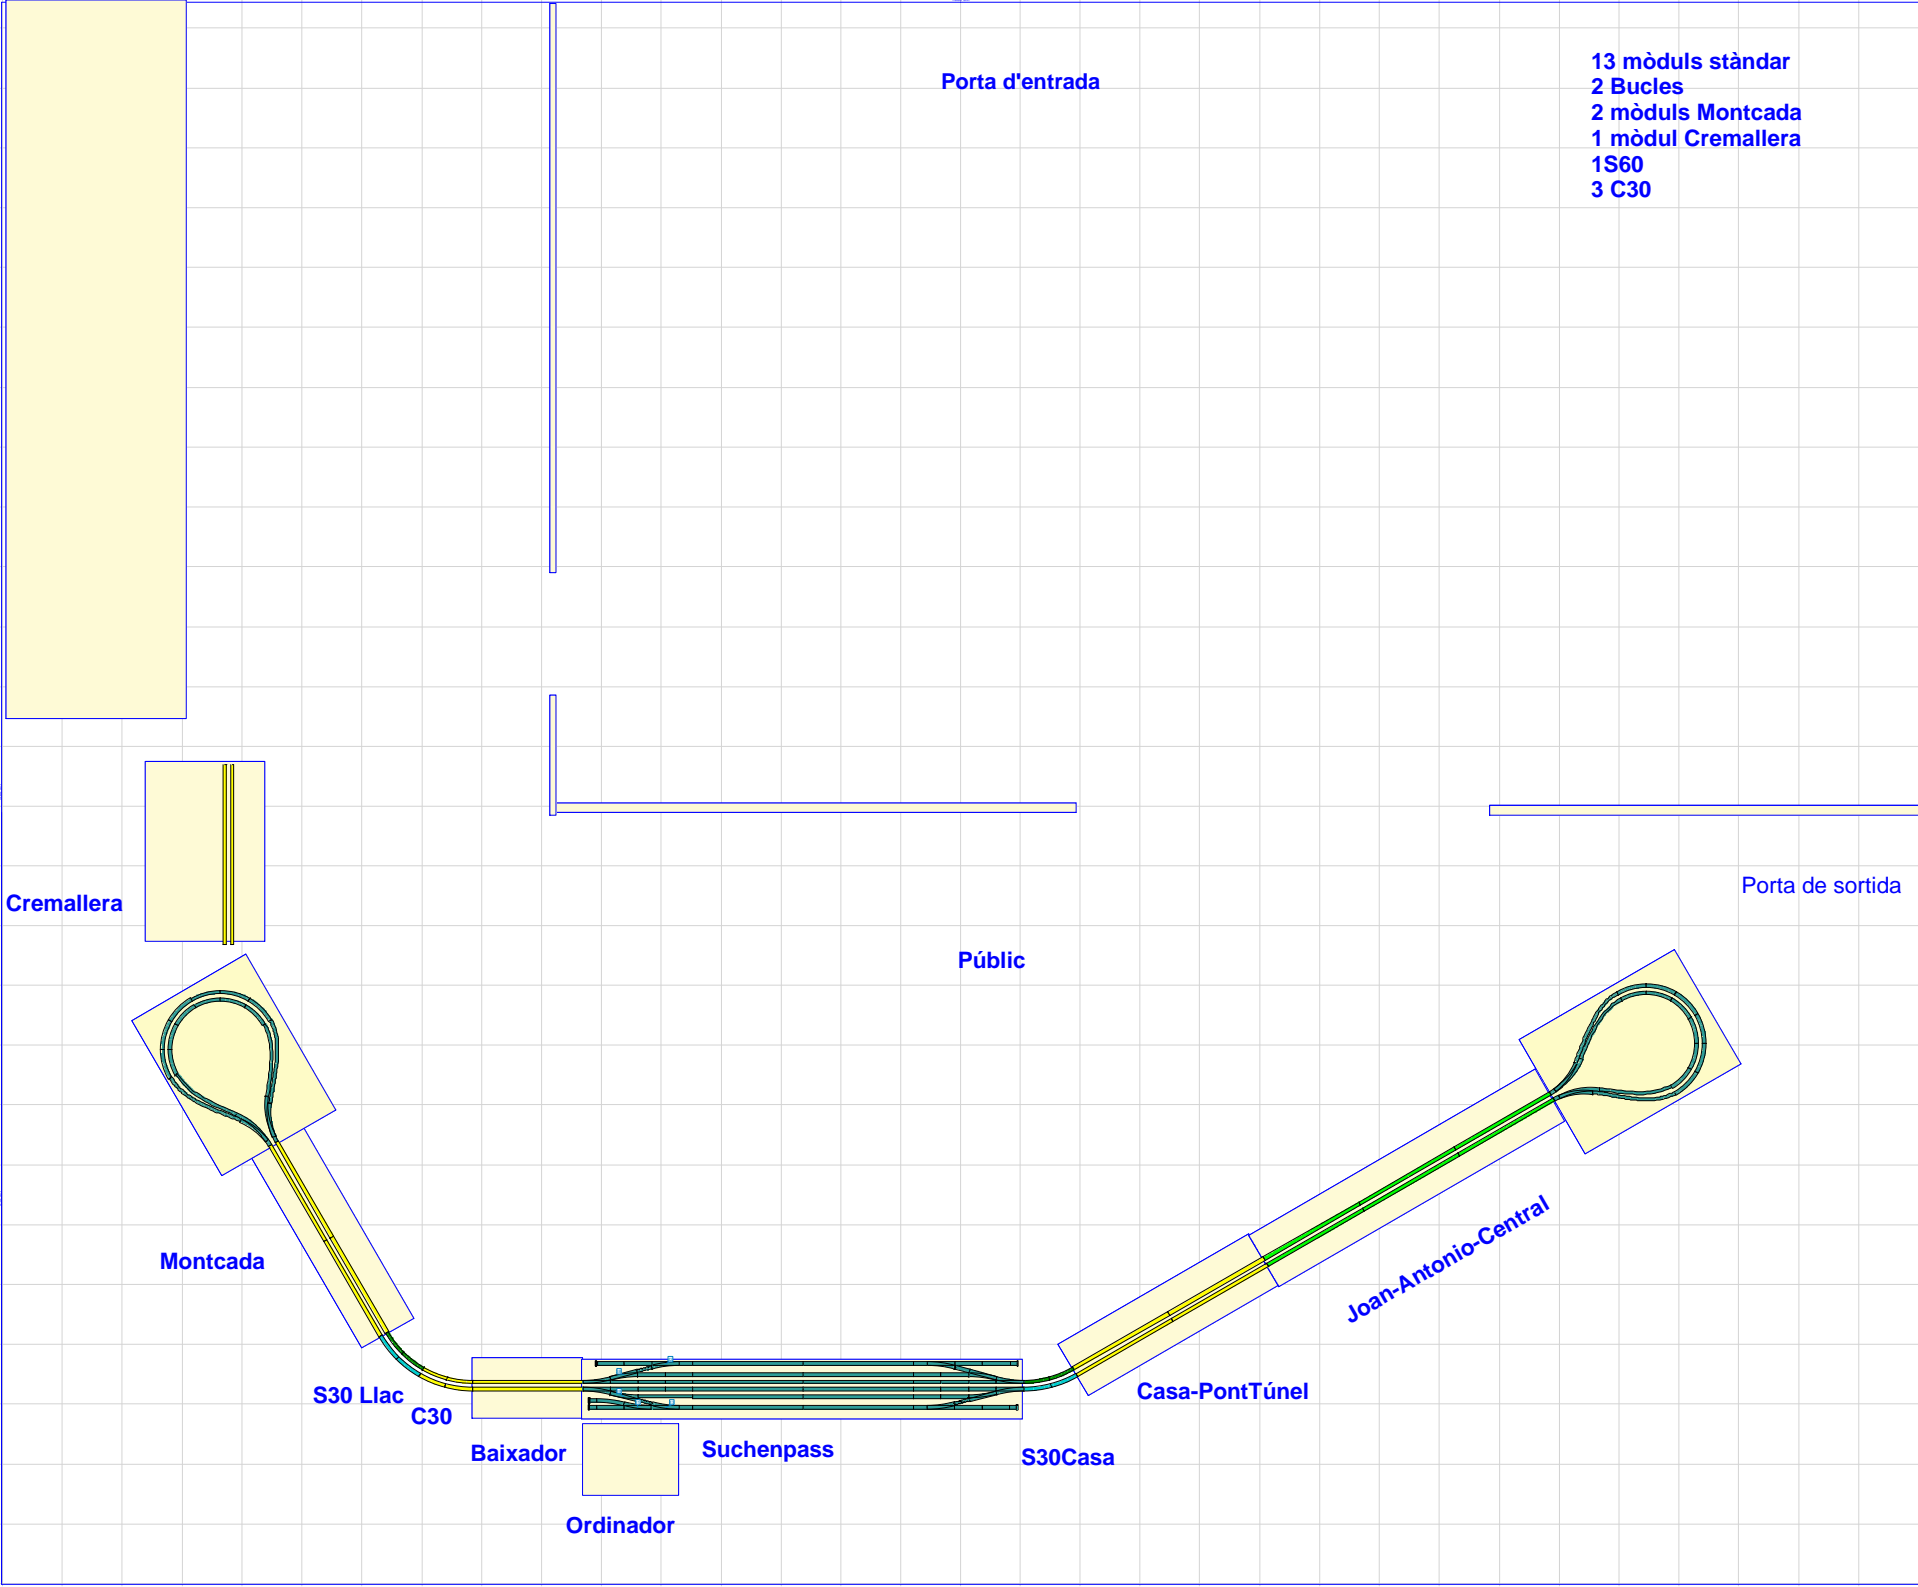 Porta d'entrada
13 mòduls stàndar
2 Bucles
2 mòduls Montcada
1 mòdul Cremallera
1S60
3 C30
Porta de sortida
Cremallera
Públic
Montcada
Joan-Antonio-Central
S30 Llac
C30
Casa-PontTúnel
Baixador
Suchenpass
S30Casa
Ordinador